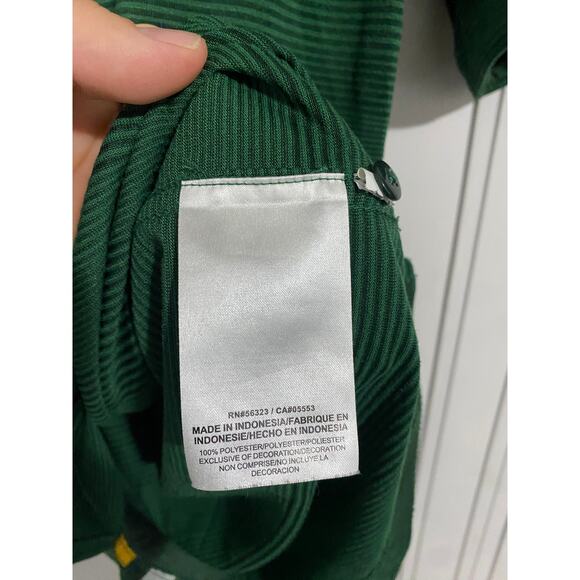 RN#56323 / CA#05553
MADE IN INDONESIA/FABRIQUE EN
INDONESIE/HECHO EN INDONESIA
100% POLYESTER/POLYESTER/POLIESTER
EXCLUSIVE OF DECORATION/DECORATION
NON COMPRISE/NO INCLUYE LA
DECORACION